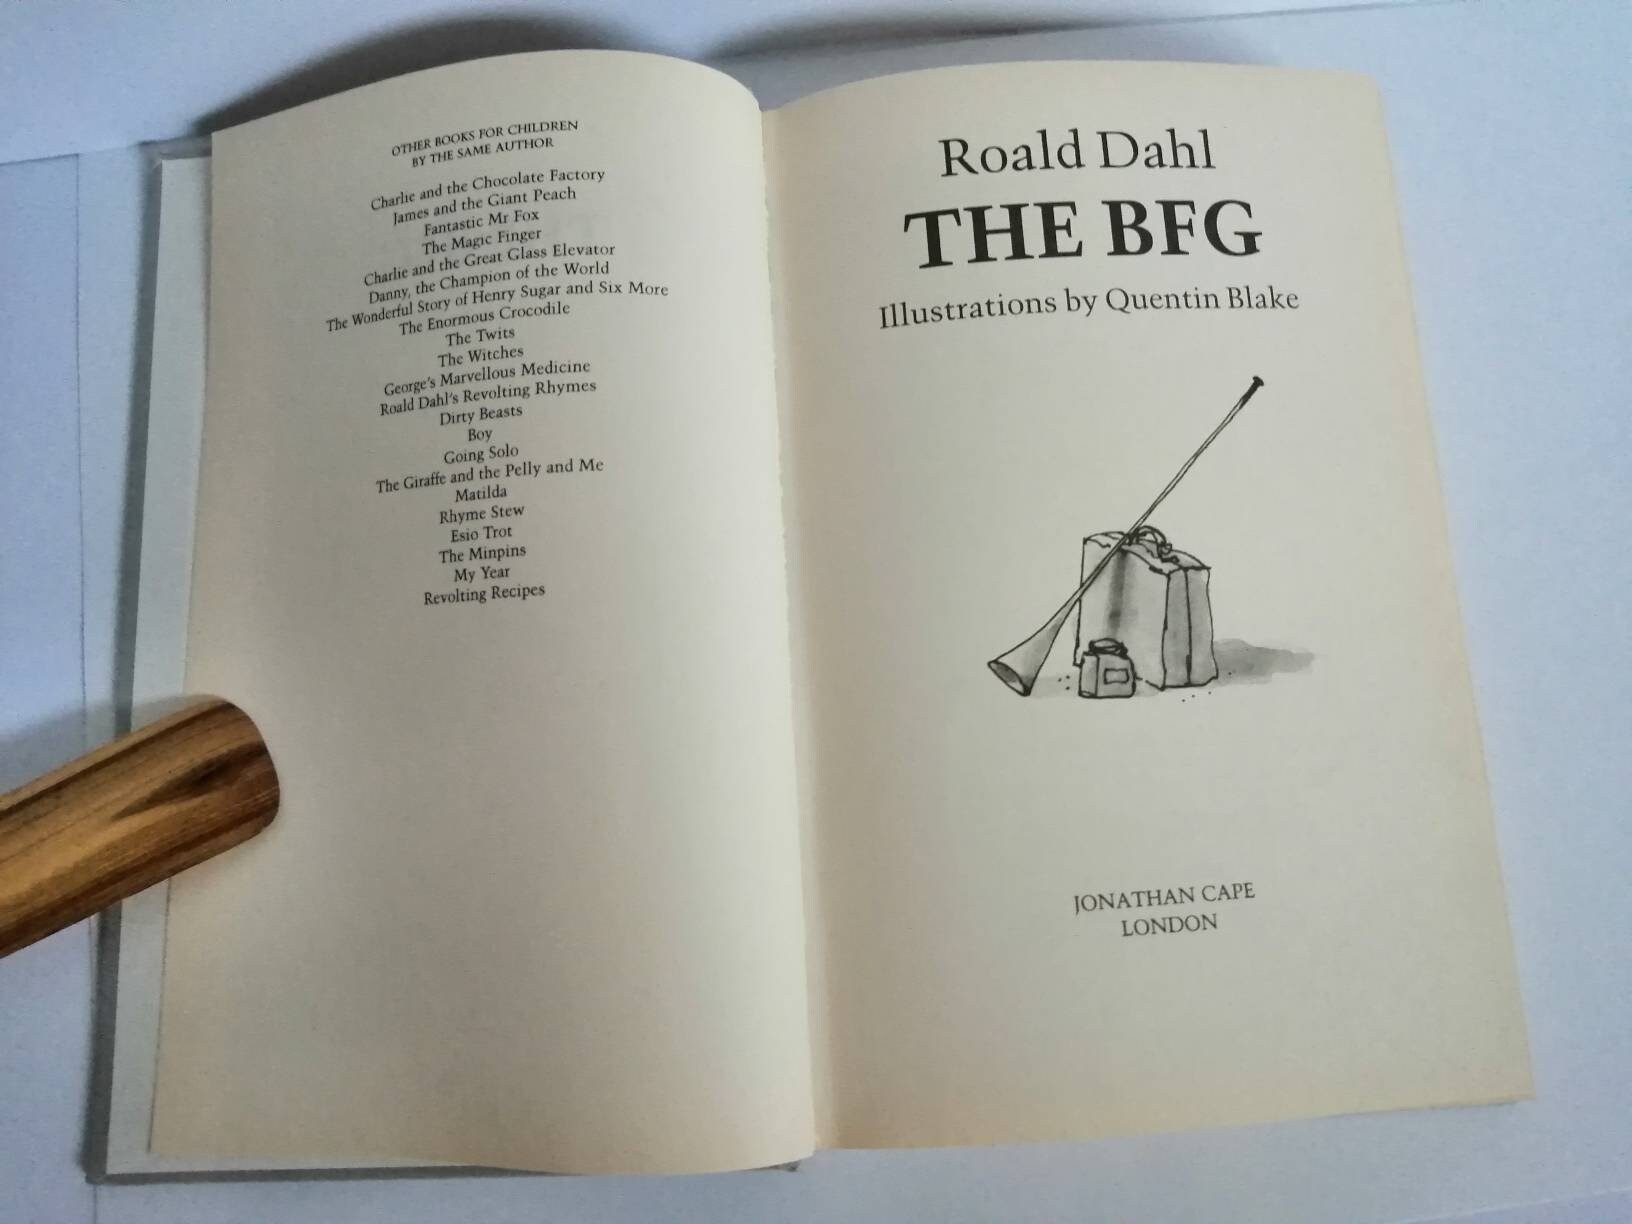 OTHER BOOKS FOR CHILDREN
BY THE SAME AUTHOR
Charlie and the Chocolate Factory
James and the Giant Peach
Fantastic Mr Fox
The Magic Finger
Charlie and the Great Glass Elevator
Danny, the Champion of the World
The Wonderful Story of Henry Sugar and Six More
The Enormous Crocodile
The Twits
The Witches
George's Marvellous Medicine
Roald Dahl's Revolting Rhymes
Dirty Beasts
Boy
Going Solo
The Giraffe and the Pelly and Me
Matilda
Rhyme Stew
Esio Trot
The Minpins
My Year
Revolting Recipes
Roald Dahl
THE BFG
Illustrations by Quentin Blake
JONATHAN CAPE
LONDON